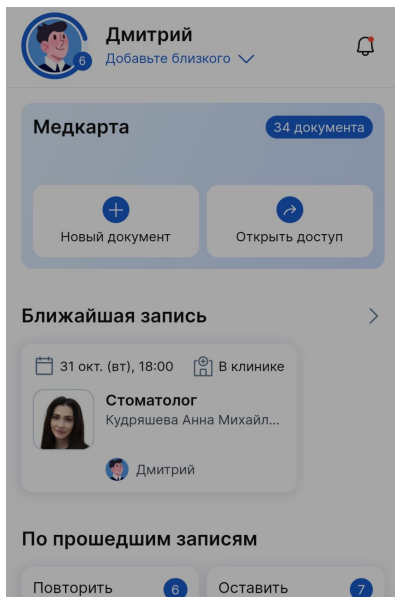 Дмитрий
6
Добавьте близкого
Медкарта
34 документа
Новый документ
Открыть доступ
Ближайшая запись
31 окт. (вт), 18:00
В клинике
Стоматолог
Кудряшева Анна Михайл...
Дмитрий
По прошедшим записям
Повторить
6
Оставить
7